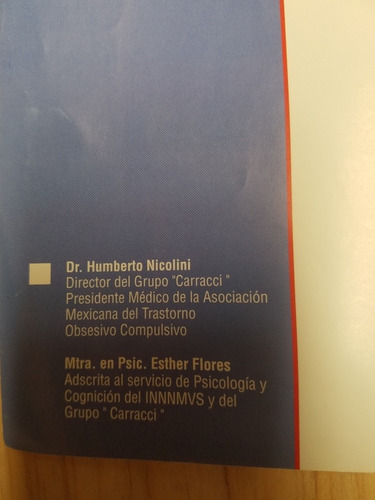 Dr. Humberto Nicolini
Director del Grupo "Carracci "
Presidente Médico de la Asociación
Mexicana del Trastorno
Obsesivo Compulsivo
Mtra. en Psic. Esther Flores
Adscrita al servicio de Psicología y
Cognición del INNNMVS y del
Grupo " Carracci "